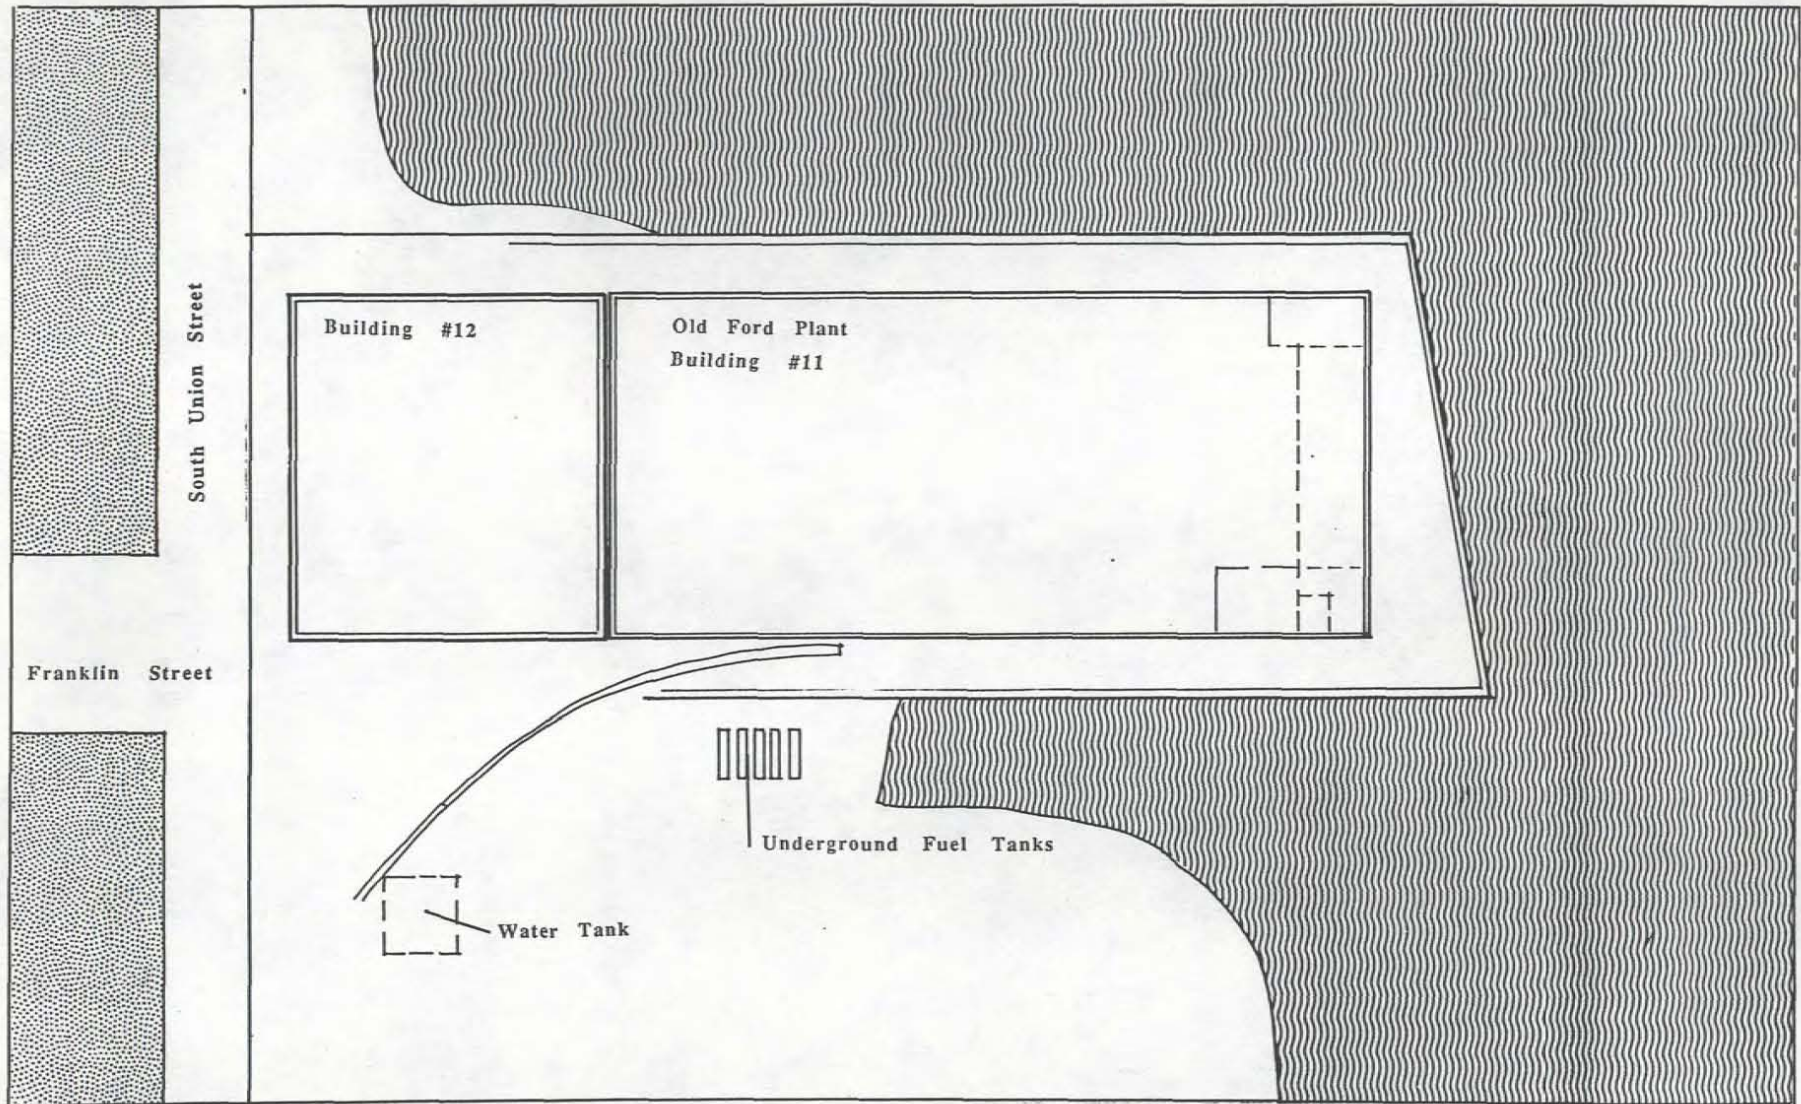 Building #12
Old Ford Plant
Building #11
South Union Street
Franklin Street
Underground Fuel Tanks
Water Tank